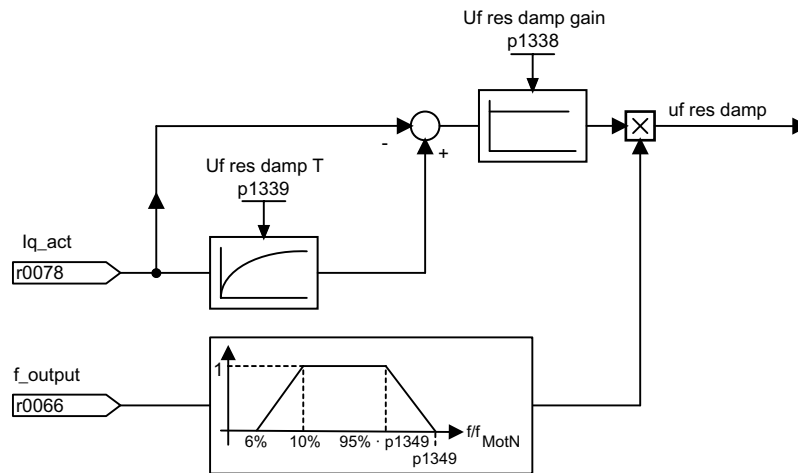 Uf res damp gain
p1338
uf res damp
-
+
Uf res damp T
p1339
Iq_act
r0078
f_output
r0066
1
6% 10% 95% · p1349 f/f MotN
p1349